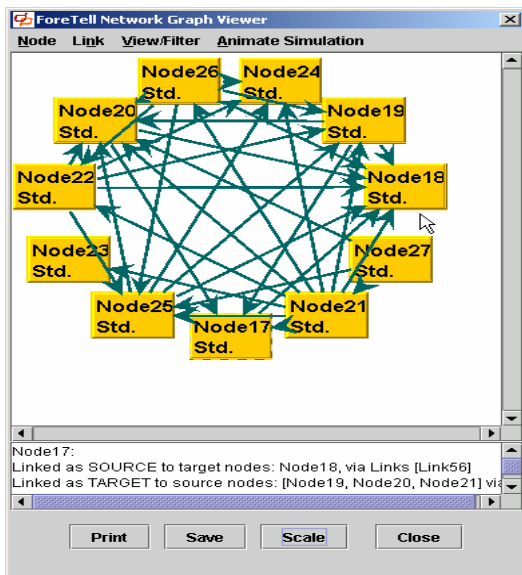 ForeTell Network Graph Viewer
Node Link View/Filter Animate Simulation
Node26 Std.
Node24 Std.
Node20 Std.
Node19 Std.
Node22 Std.
Node18 Std.
Node23 Std.
Node27 Std.
Node25 Std.
Node17 Std.
Node21 Std.
Node17:
Linked as SOURCE to target nodes: Node18, via Links [Link56]
Linked as TARGET to source nodes: [Node19, Node20, Node21] via
Print Save Scale Close